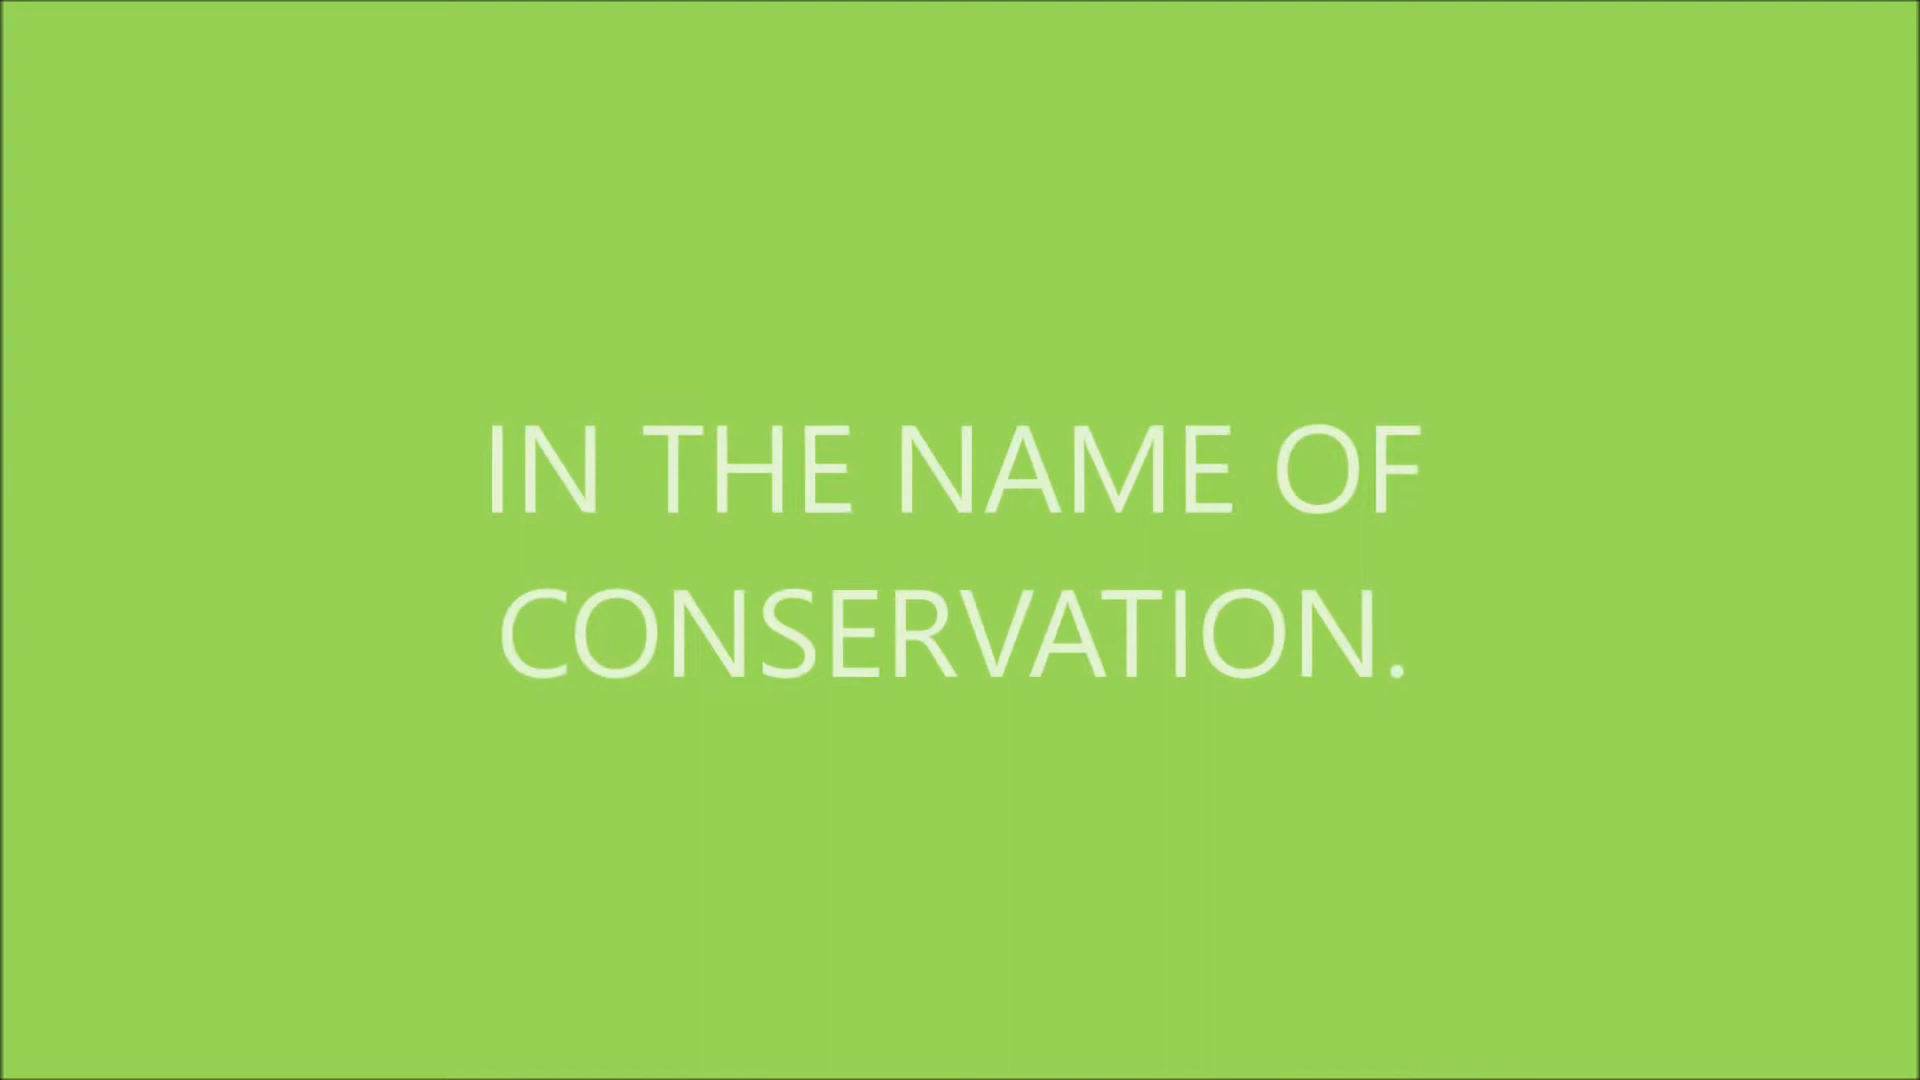 IN THE NAME OF
CONSERVATION.